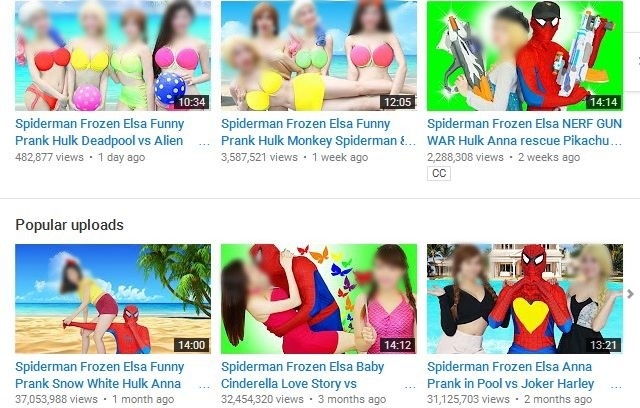 10:34
12:05
14:14
Spiderman Frozen Elsa Funny
Prank Hulk Deadpool vs Alien ...
482,877 views • 1 day ago
Spiderman Frozen Elsa Funny
Prank Hulk Monkey Spiderman &...
3,587,521 views • 1 week ago
Spiderman Frozen Elsa NERF GUN
WAR Hulk Anna rescue Pikachu...
2,288,308 views • 2 weeks ago
CC
Popular uploads
14:00
14:12
13:21
Spiderman Frozen Elsa Funny
Prank Snow White Hulk Anna ...
37,053,988 views • 1 month ago
Spiderman Frozen Elsa Baby
Cinderella Love Story vs ...
32,454,320 views • 3 months ago
Spiderman Frozen Elsa Anna
Prank in Pool vs Joker Harley ...
31,125,703 views • 2 months ago